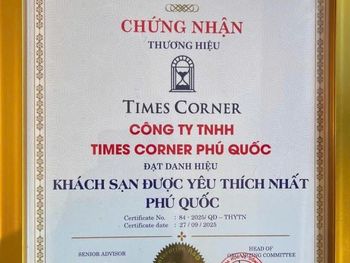 CHỨNG NHẬN
THƯƠNG HIỆU
TIMES CORNER
CÔNG TY TNHH
TIMES CORNER PHÚ QUỐC
ĐẠT DANH HIỆU
KHÁCH SẠN ĐƯỢC YÊU THÍCH NHẤT
PHÚ QUỐC
Certificate No. : 84 - 2025/ QĐ – THYTN
Certificate date : 27 / 09 / 2025
SENIOR ADVISOR
HEAD OF
ORGANIZING COMMITTEE